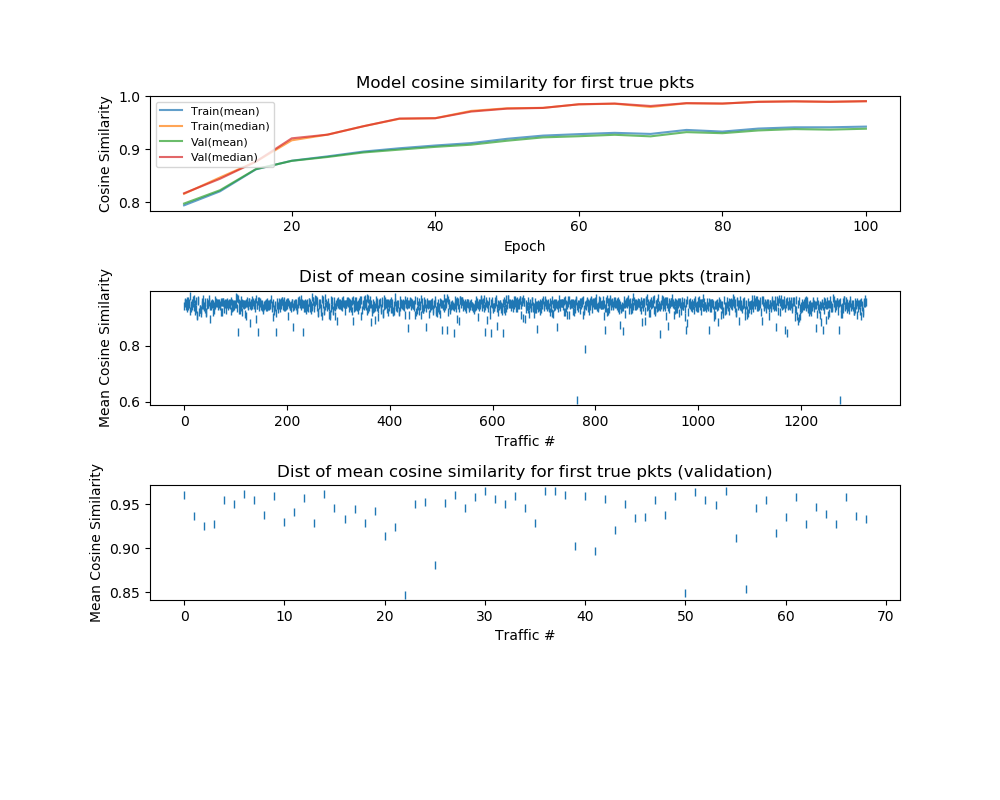 Model cosine similarity for first true pkts
Cosine Similarity
1.0
0.9
0.8
Train(mean)
Train(median)
Val(mean)
Val(median)
20 40 60 80 100
Epoch
Dist of mean cosine similarity for first true pkts (train)
Mean Cosine Similarity
0.8
0.6
0 200 400 600 800 1000 1200
Traffic #
Dist of mean cosine similarity for first true pkts (validation)
Mean Cosine Similarity
0.95
0.90
0.85
0 10 20 30 40 50 60 70
Traffic #